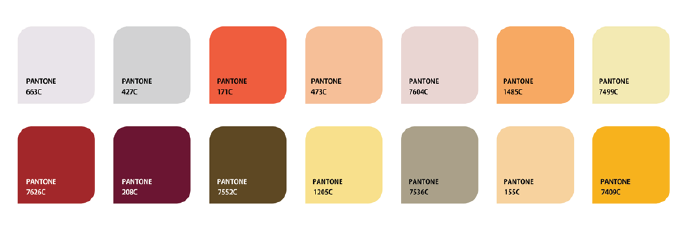 PANTONE
663C
PANTONE
427C
PANTONE
171C
PANTONE
473C
PANTONE
7604C
PANTONE
1485C
PANTONE
7499C
PANTONE
7626C
PANTONE
208C
PANTONE
7552C
PANTONE
1205C
PANTONE
7536C
PANTONE
155C
PANTONE
7409C